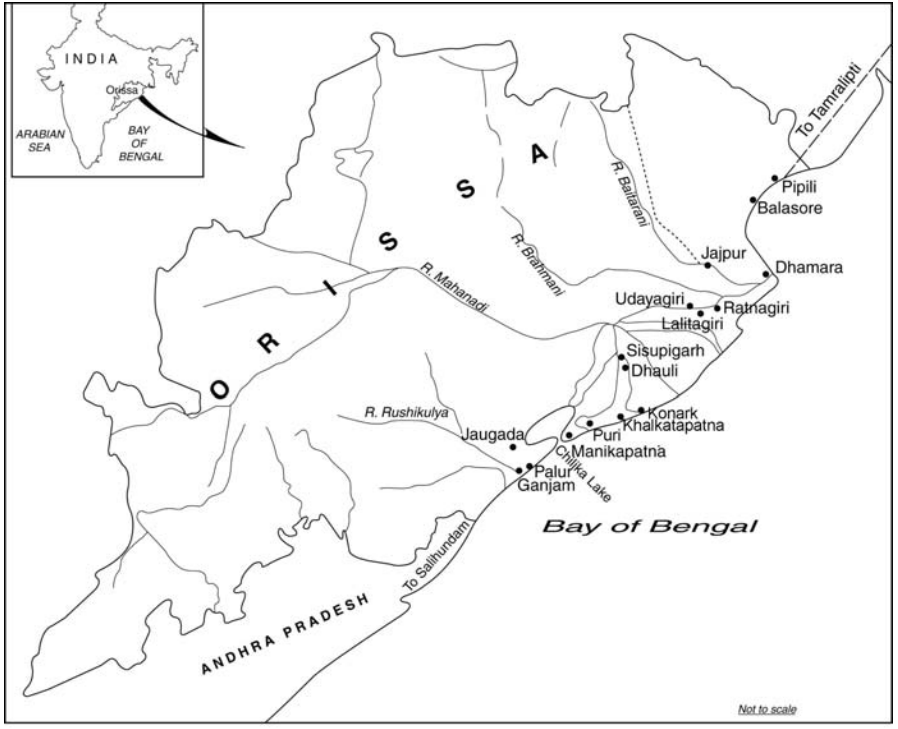 INDIA
Orissa
ARABIAN
SEA
BAY
OF
BENGAL
To Tamralipti
ORISSA
R. Baitarani
R. Brahmani
R. Mahanadi
Pipili
Balasore
Jajpur
Dhamara
Udayagiri
Ratnagiri
Lalitagiri
Sisupigarh
Dhauli
R. Rushikulya
Konark
Khalkatapatna
Jaugada
Puri
Manikapatna
Chilika Lake
Palur
Ganjam
Bay of Bengal
To Salihundam
ANDHRA PRADESH
Not to scale